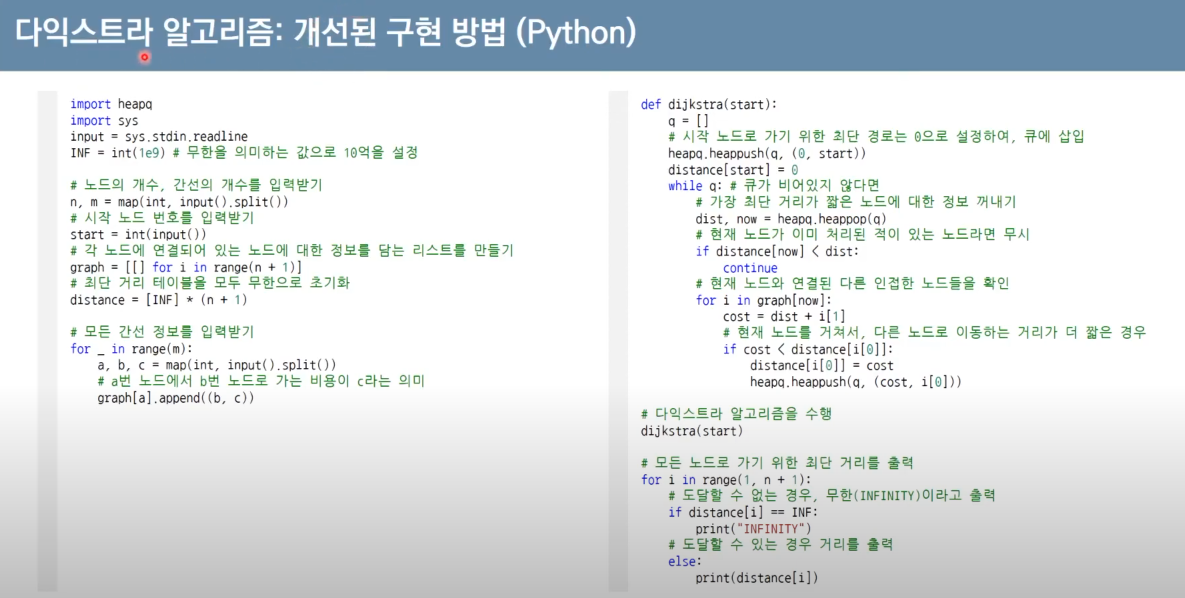 다익스트라 알고리즘: 개선된 구현 방법 (Python)
import heapq
import sys
input = sys.stdin.readline
INF = int(1e9) # 무한을 의미하는 값으로 10억을 설정
# 노드의 개수, 간선의 개수를 입력받기
n, m = map(int, input().split())
# 시작 노드 번호를 입력받기
start = int(input())
# 각 노드에 연결되어 있는 노드에 대한 정보를 담는 리스트를 만들기
graph = [[] for i in range(n + 1)]
# 최단 거리 테이블을 모두 무한으로 초기화
distance = [INF] * (n + 1)
# 모든 간선 정보를 입력받기
for _ in range(m):
    a, b, c = map(int, input().split())
    # a번 노드에서 b번 노드로 가는 비용이 c라는 의미
    graph[a].append((b, c))
def dijkstra(start):
    q = []
    # 시작 노드로 가기 위한 최단 경로는 0으로 설정하여, 큐에 삽입
    heapq.heappush(q, (0, start))
    distance[start] = 0
    while q: # 큐가 비어있지 않다면
        # 가장 최단 거리가 짧은 노드에 대한 정보 꺼내기
        dist, now = heapq.heappop(q)
        # 현재 노드가 이미 처리된 적이 있는 노드라면 무시
        if distance[now] < dist:
            continue
        # 현재 노드와 연결된 다른 인접한 노드들을 확인
        for i in graph[now]:
            cost = dist + i[1]
            # 현재 노드를 거쳐서, 다른 노드로 이동하는 거리가 더 짧은 경우
            if cost < distance[i[0]]:
                distance[i[0]] = cost
                heapq.heappush(q, (cost, i[0]))
# 다익스트라 알고리즘을 수행
dijkstra(start)
# 모든 노드로 가기 위한 최단 거리를 출력
for i in range(1, n + 1):
    # 도달할 수 없는 경우, 무한(INFINITY)이라고 출력
    if distance[i] == INF:
        print("INFINITY")
    # 도달할 수 있는 경우 거리를 출력
    else:
        print(distance[i])